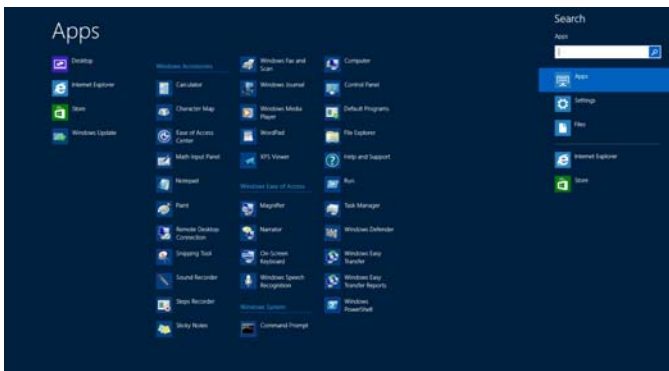 Apps
Desktop
Internet Explorer
Store
Windows Update
Windows Accessories
Calculator
Character Map
Ease of Access
Center
Math Input Panel
Notepad
Paint
Remote Desktop
Connection
Snipping Tool
Sound Recorder
Steps Recorder
Sticky Notes
Windows Fax and
Scan
Windows Journal
Windows Media
Player
WordPad
XPS Viewer
Windows Ease of Access
Magnifier
Narrator
On-Screen
Keyboard
Windows Speech
Recognition
Windows System
Command Prompt
Computer
Control Panel
Default Programs
File Explorer
Help and Support
Run
Task Manager
Windows Defender
Windows Easy
Transfer
Windows Easy
Transfer Reports
Windows
PowerShell
Search
Apps
Apps
Settings
Files
Internet Explorer
Store